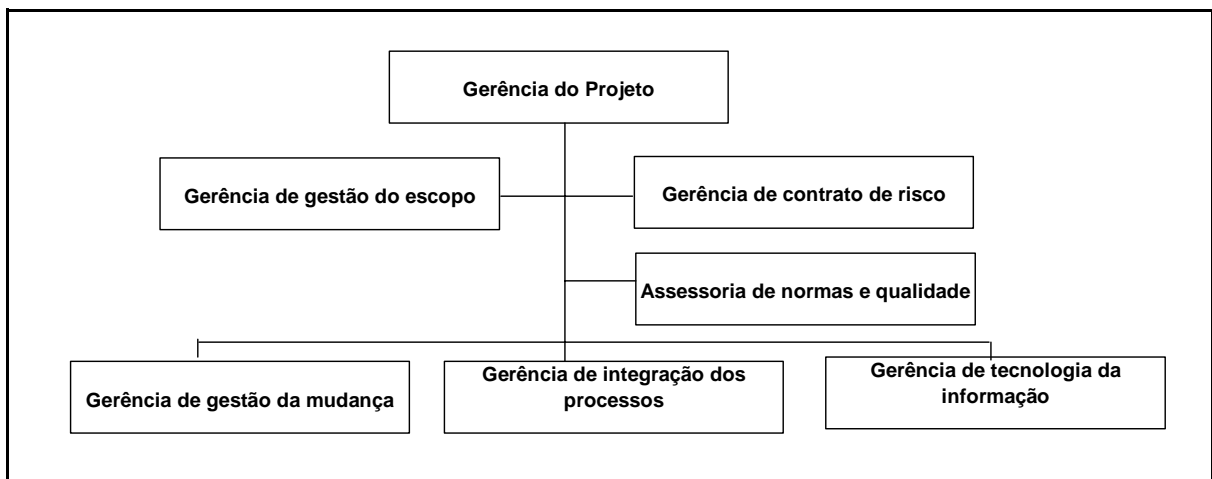 Gerência do Projeto
Gerência de gestão do escopo
Gerência de contrato de risco
Assessoria de normas e qualidade
Gerência de gestão da mudança
Gerência de integração dos
processos
Gerência de tecnologia da
informação